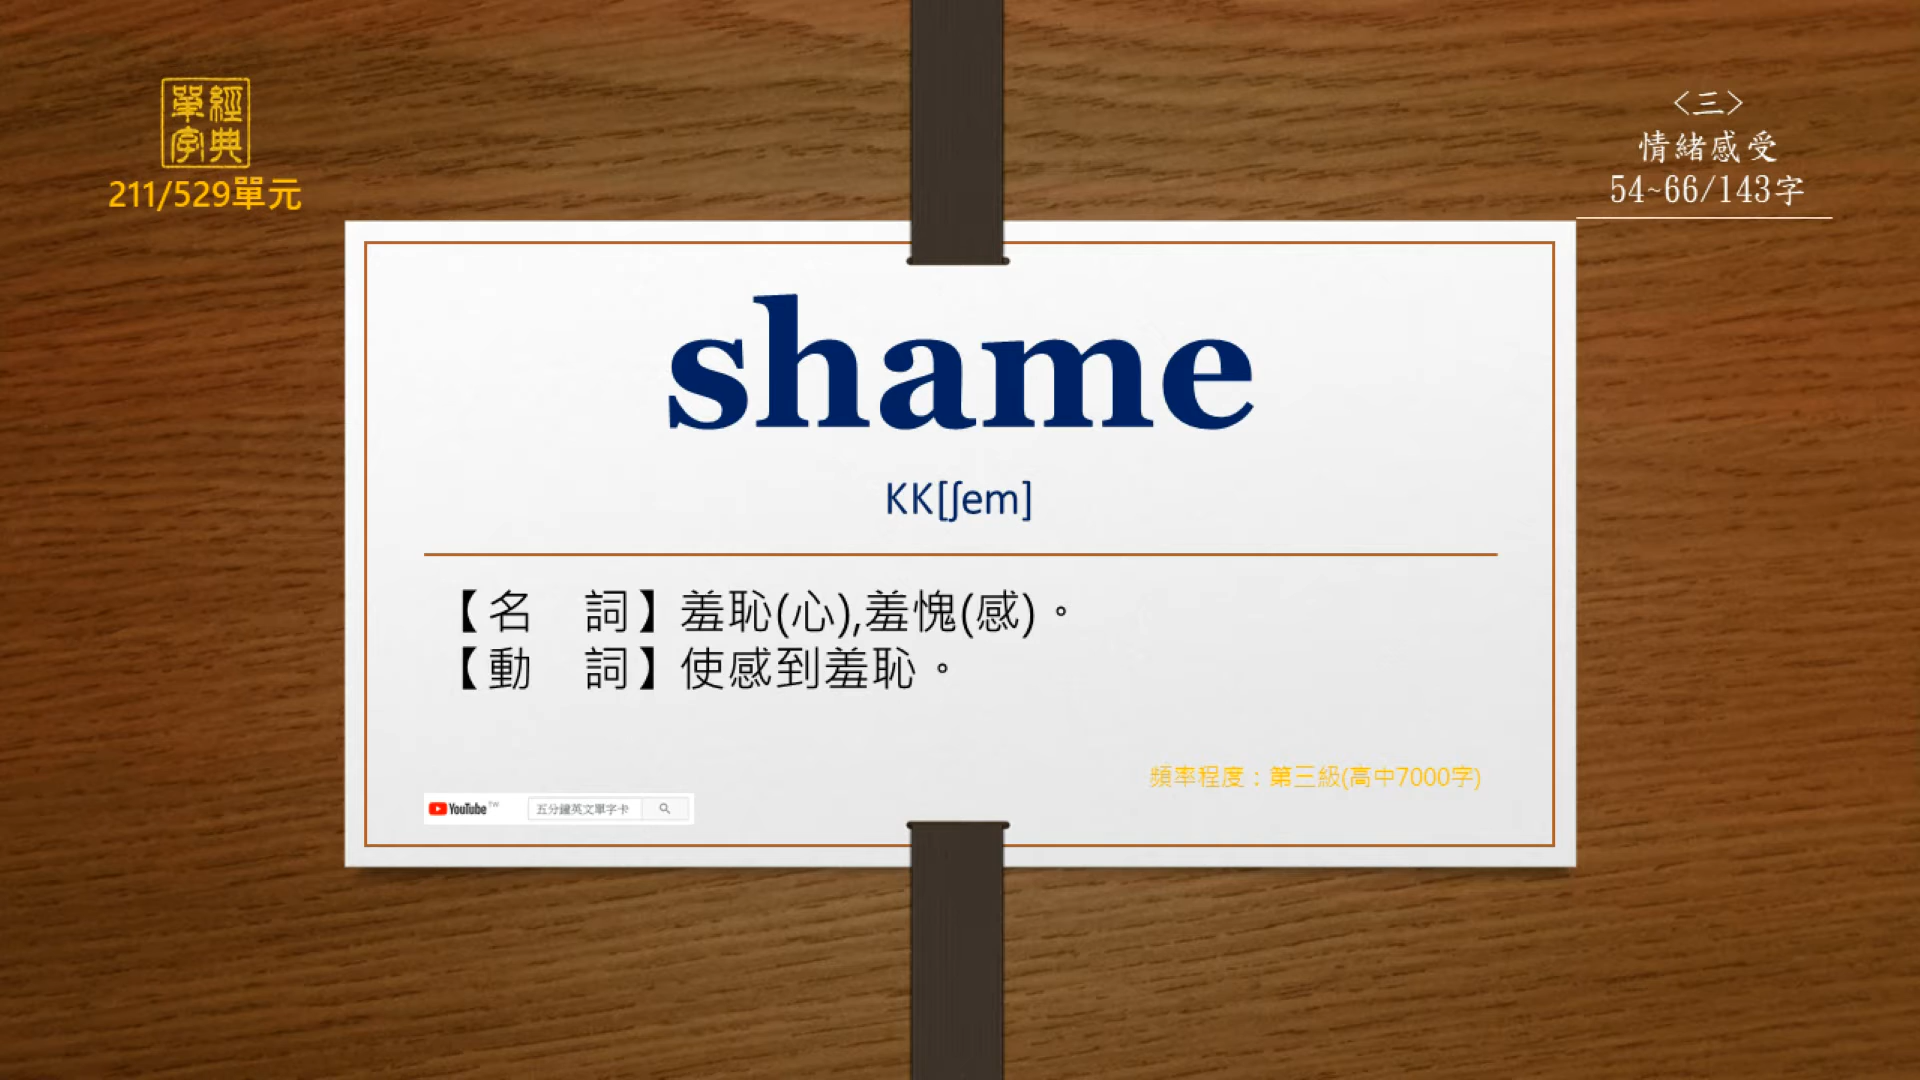 經典
單字
211/529單元
〈三〉
情緒感受
54~66/143字
shame
KK[ʃem]
【名　詞】羞恥(心),羞愧(感)。
【動　詞】使感到羞恥。
頻率程度：第三級(高中7000字)
YouTube TW
五分鐘英文單字卡